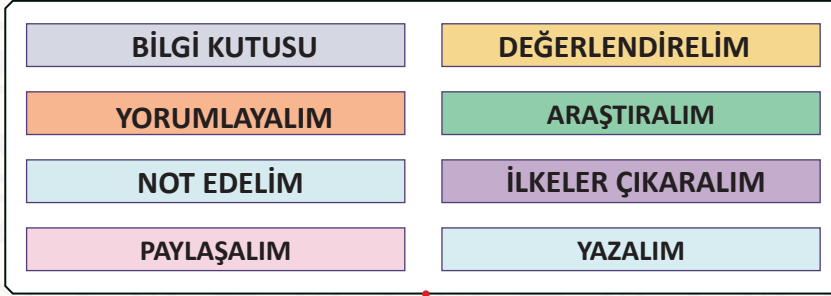 BİLGİ KUTUSU
DEĞERLENDİRELİM
YORUMLAYALIM
ARAŞTIRALIM
NOT EDELİM
İLKELER ÇIKARALIM
PAYLAŞALIM
YAZALIM